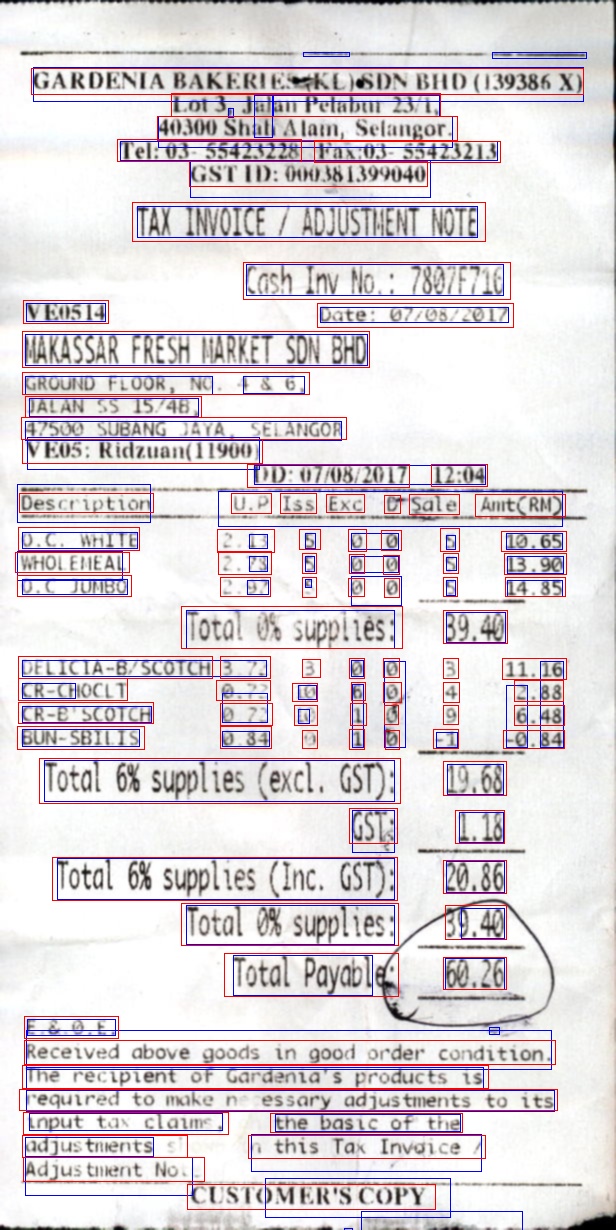 GARDENIA BAKERIES (KL) SDN BHD (139386 X)
Lot 3, Jalan Pelabur 23/1,
40300 Shah Alam, Selangor.
Tel: 03- 55423228 Fax:03- 55423213
GST ID: 000381399040
TAX INVOICE / ADJUSTMENT NOTE
Cash Inv No.: 7807F716
VE0514 Date: 07/08/2017
MAKASSAR FRESH MARKET SDN BHD
GROUND FLOOR, NO. 4 & 6,
JALAN SS 15/4B,
47500 SUBANG JAYA, SELANGOR
VE05: Ridzuan(11900)
DD: 07/08/2017 12:04
Description U.P Iss Exc D Sale Amt(RM)
O.C. WHITE 2.13 5 0 0 5 10.65
WHOLEMEAL 2.78 5 0 0 5 13.90
O.C JUMBO 2.97 5 0 0 5 14.85
Total 0% supplies: 39.40
DELICIA-B/SCOTCH 3.72 3 0 0 3 11.16
CR-CHOCLT 0.72 10 6 0 4 2.88
CR-B'SCOTCH 0.72 10 1 0 9 6.48
BUN-SBILIS 0.84 0 1 0 -1 -0.84
Total 6% supplies (excl. GST): 19.68
GST: 1.18
Total 6% supplies (Inc. GST): 20.86
Total 0% supplies: 39.40
Total Payable: 60.26
E.&.O.E.
Received above goods in good order condition.
The recipient of Gardenia's products is
required to make necessary adjustments to its
input tax claims. the basic of the
adjustments in this Tax Invoice /
Adjustment No
CUSTOMER'S COPY